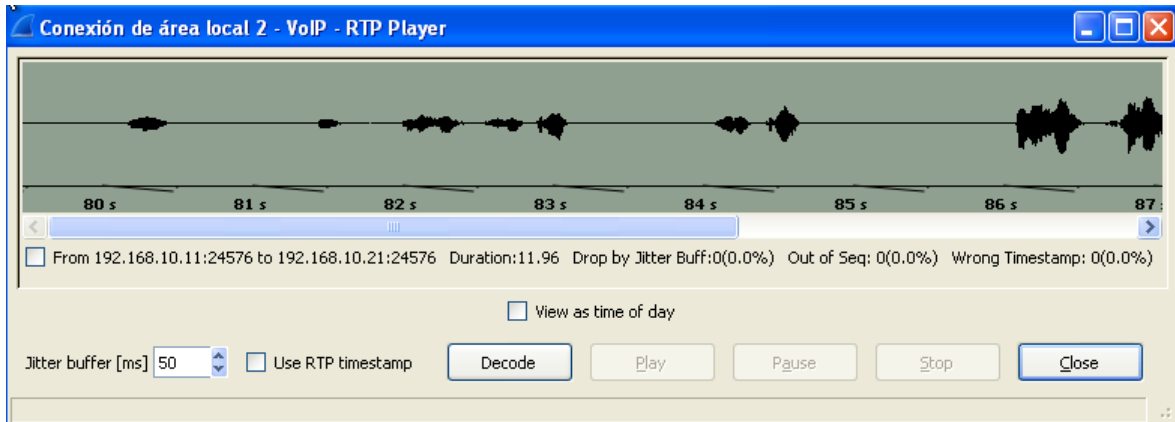 Conexión de área local 2 - VoIP - RTP Player
80 s 81 s 82 s 83 s 84 s 85 s 86 s 87
From 192.168.10.11:24576 to 192.168.10.21:24576 Duration:11.96 Drop by Jitter Buff:0(0.0%) Out of Seq: 0(0.0%) Wrong Timestamp: 0(0.0%)
View as time of day
Jitter buffer [ms] 50 Use RTP timestamp Decode Play Pause Stop Close